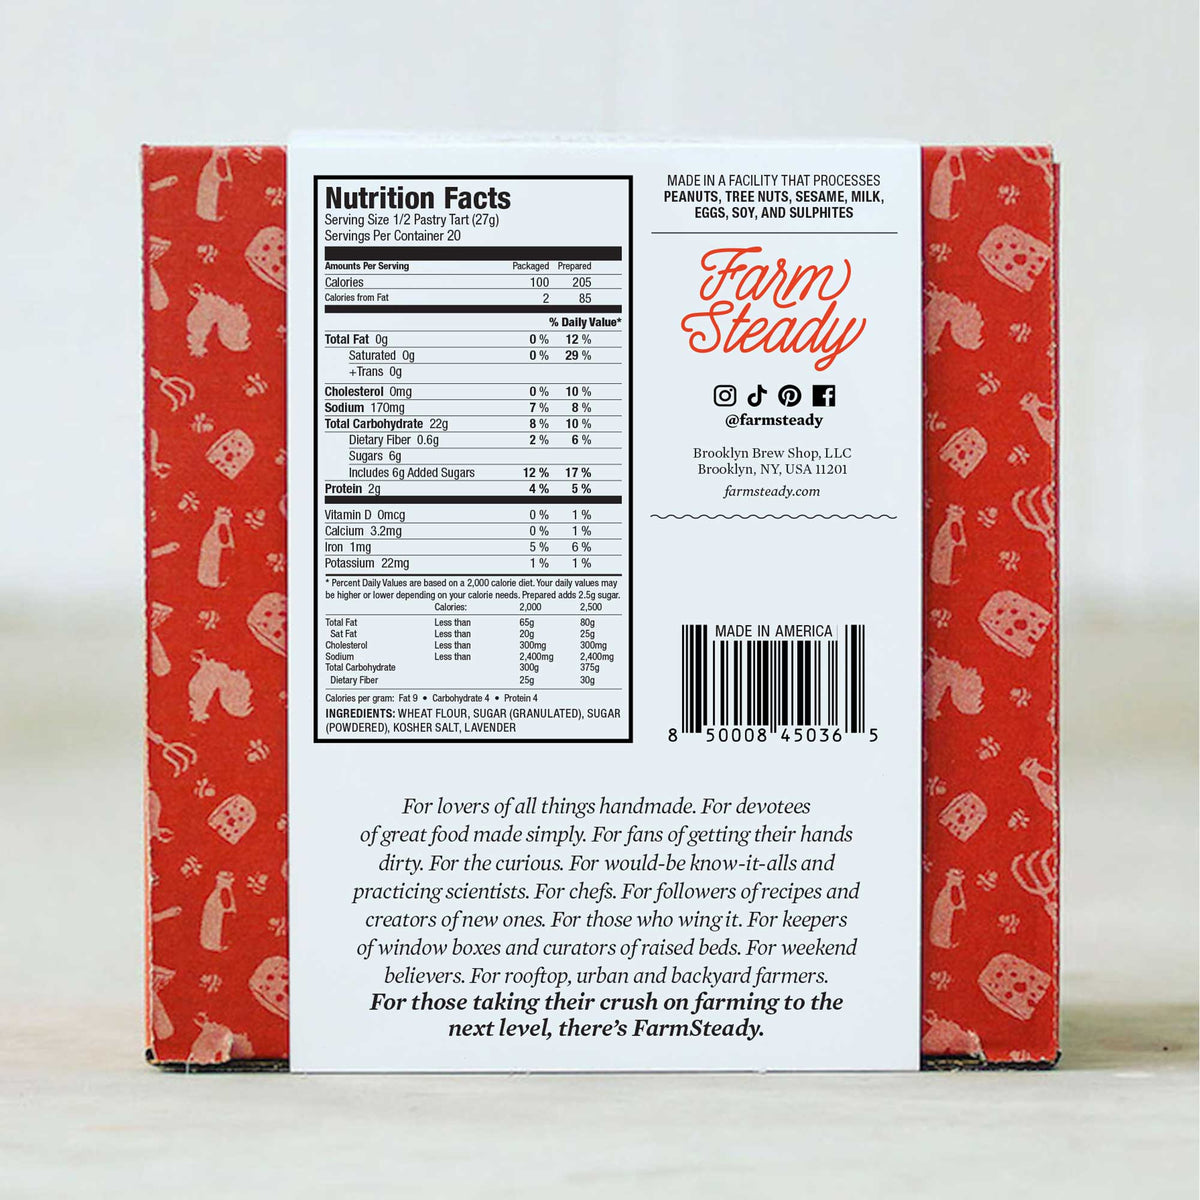 Nutrition Facts
Serving Size 1/2 Pastry Tart (27g)
Servings Per Container 20
Amounts Per Serving Packaged Prepared
Calories 100 205
Calories from Fat 2 85
% Daily Value*
Total Fat 0g 0 % 12 %
Saturated 0g 0 % 29 %
+Trans 0g
Cholesterol 0mg 0 % 10 %
Sodium 170mg 7 % 8 %
Total Carbohydrate 22g 8 % 10 %
Dietary Fiber 0.6g 2 % 6 %
Sugars 6g
Includes 6g Added Sugars 12 % 17 %
Protein 2g 4 % 5 %
Vitamin D 0mcg 0 % 1 %
Calcium 3.2mg 0 % 1 %
Iron 1mg 5 % 6 %
Potassium 22mg 1 % 1 %
* Percent Daily Values are based on a 2,000 calorie diet. Your daily values may
be higher or lower depending on your calorie needs. Prepared adds 2.5g sugar.
Calories: 2,000 2,500
Total Fat Less than 65g 80g
Sat Fat Less than 20g 25g
Cholesterol Less than 300mg 300mg
Sodium Less than 2,400mg 2,400mg
Total Carbohydrate 300g 375g
Dietary Fiber 25g 30g
Calories per gram: Fat 9 • Carbohydrate 4 • Protein 4
INGREDIENTS: WHEAT FLOUR, SUGAR (GRANULATED), SUGAR
(POWDERED), KOSHER SALT, LAVENDER
MADE IN A FACILITY THAT PROCESSES
PEANUTS, TREE NUTS, SESAME, MILK,
EGGS, SOY, AND SULPHITES
Farm
Steady
@farmsteady
Brooklyn Brew Shop, LLC
Brooklyn, NY, USA 11201
farmsteady.com
MADE IN AMERICA
8 50008 45036 5
For lovers of all things handmade. For devotees
of great food made simply. For fans of getting their hands
dirty. For the curious. For would-be know-it-alls and
practicing scientists. For chefs. For followers of recipes and
creators of new ones. For those who wing it. For keepers
of window boxes and curators of raised beds. For weekend
believers. For rooftop, urban and backyard farmers.
For those taking their crush on farming to the
next level, there's FarmSteady.